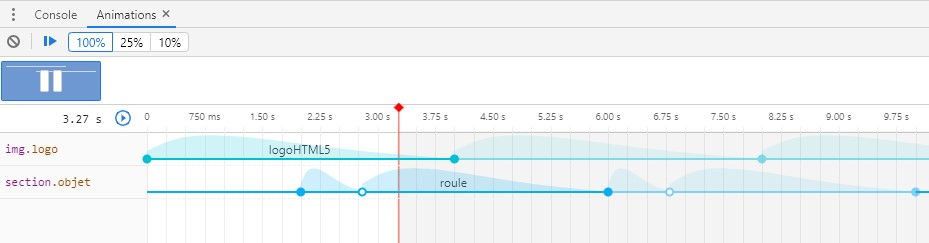 Console Animations ✕
100% 25% 10%
3.27 s 0 750 ms 1.50 s 2.25 s 3.00 s 3.75 s 4.50 s 5.25 s 6.00 s 6.75 s 7.50 s 8.25 s 9.00 s 9.75 s
img.logo logoHTML5
section.objet roule